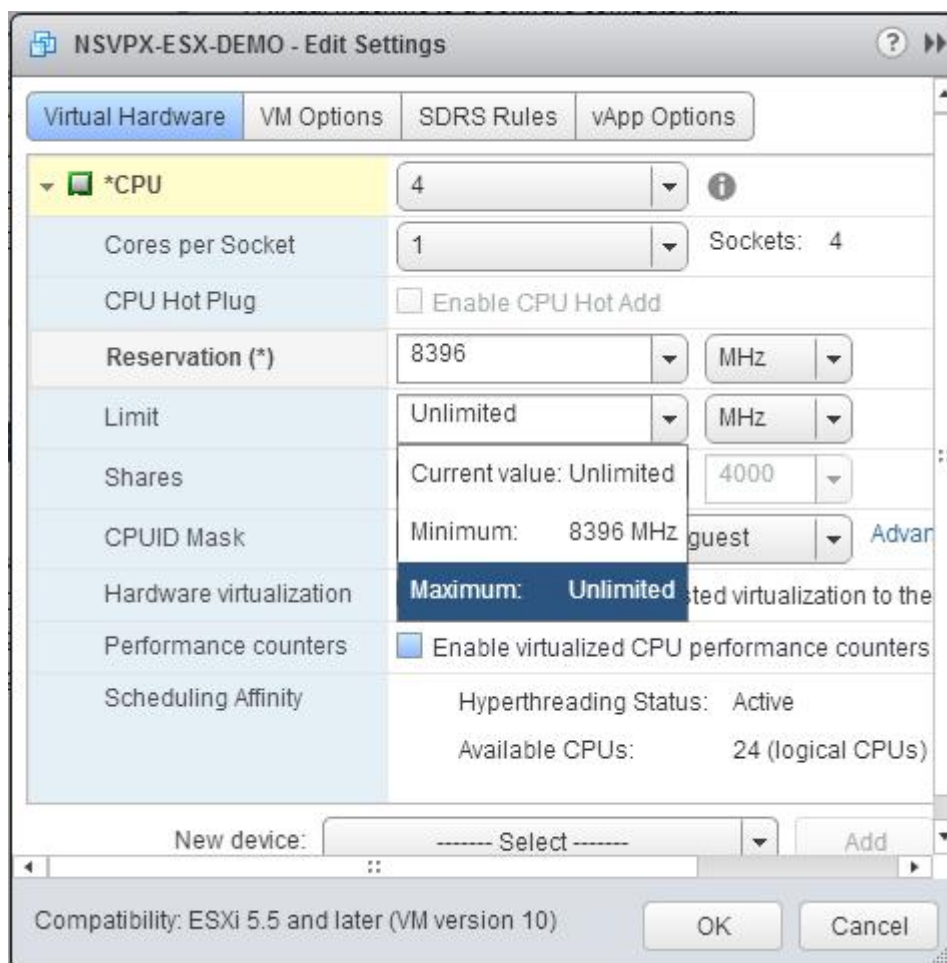 NSVPX-ESX-DEMO - Edit Settings ?
Virtual Hardware VM Options SDRS Rules vApp Options
*CPU 4
Cores per Socket 1 Sockets: 4
CPU Hot Plug Enable CPU Hot Add
Reservation (*) 8396 MHz
Limit Unlimited MHz
Current value: Unlimited
Shares 4000
Minimum: 8396 MHz
CPUID Mask guest Advan
Maximum: Unlimited
Hardware virtualization sted virtualization to the
Performance counters Enable virtualized CPU performance counters
Scheduling Affinity Hyperthreading Status: Active
Available CPUs: 24 (logical CPUs)
New device: ------- Select ------- Add
Compatibility: ESXi 5.5 and later (VM version 10) OK Cancel